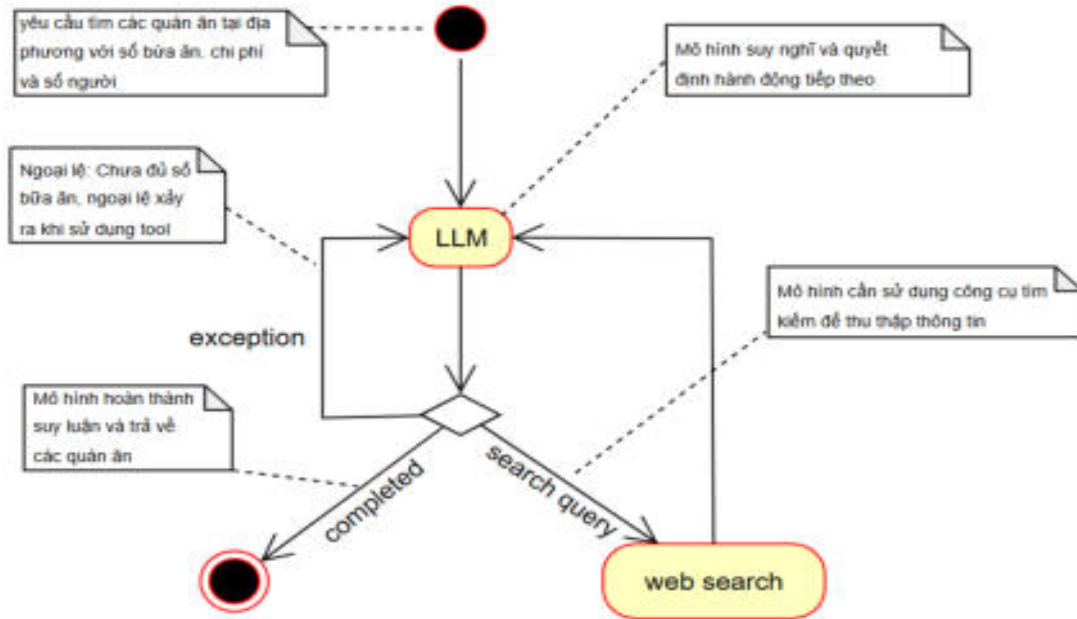 yêu cầu tìm các quán ăn tại địa
phương với số bửa ăn. chi phí
và số người
Mô hình suy nghĩ và quyết
định hành động tiếp theo
Ngoại lệ: Chưa đủ số
bữa ăn, ngoại lệ xảy
ra khi sử dụng tool
LLM
Mô hình cần sử dụng công cụ tìm
kiếm để thu thập thông tin
exception
Mô hình hoàn thành
suy luận và trả về
các quán ăn
completed
search query
web search